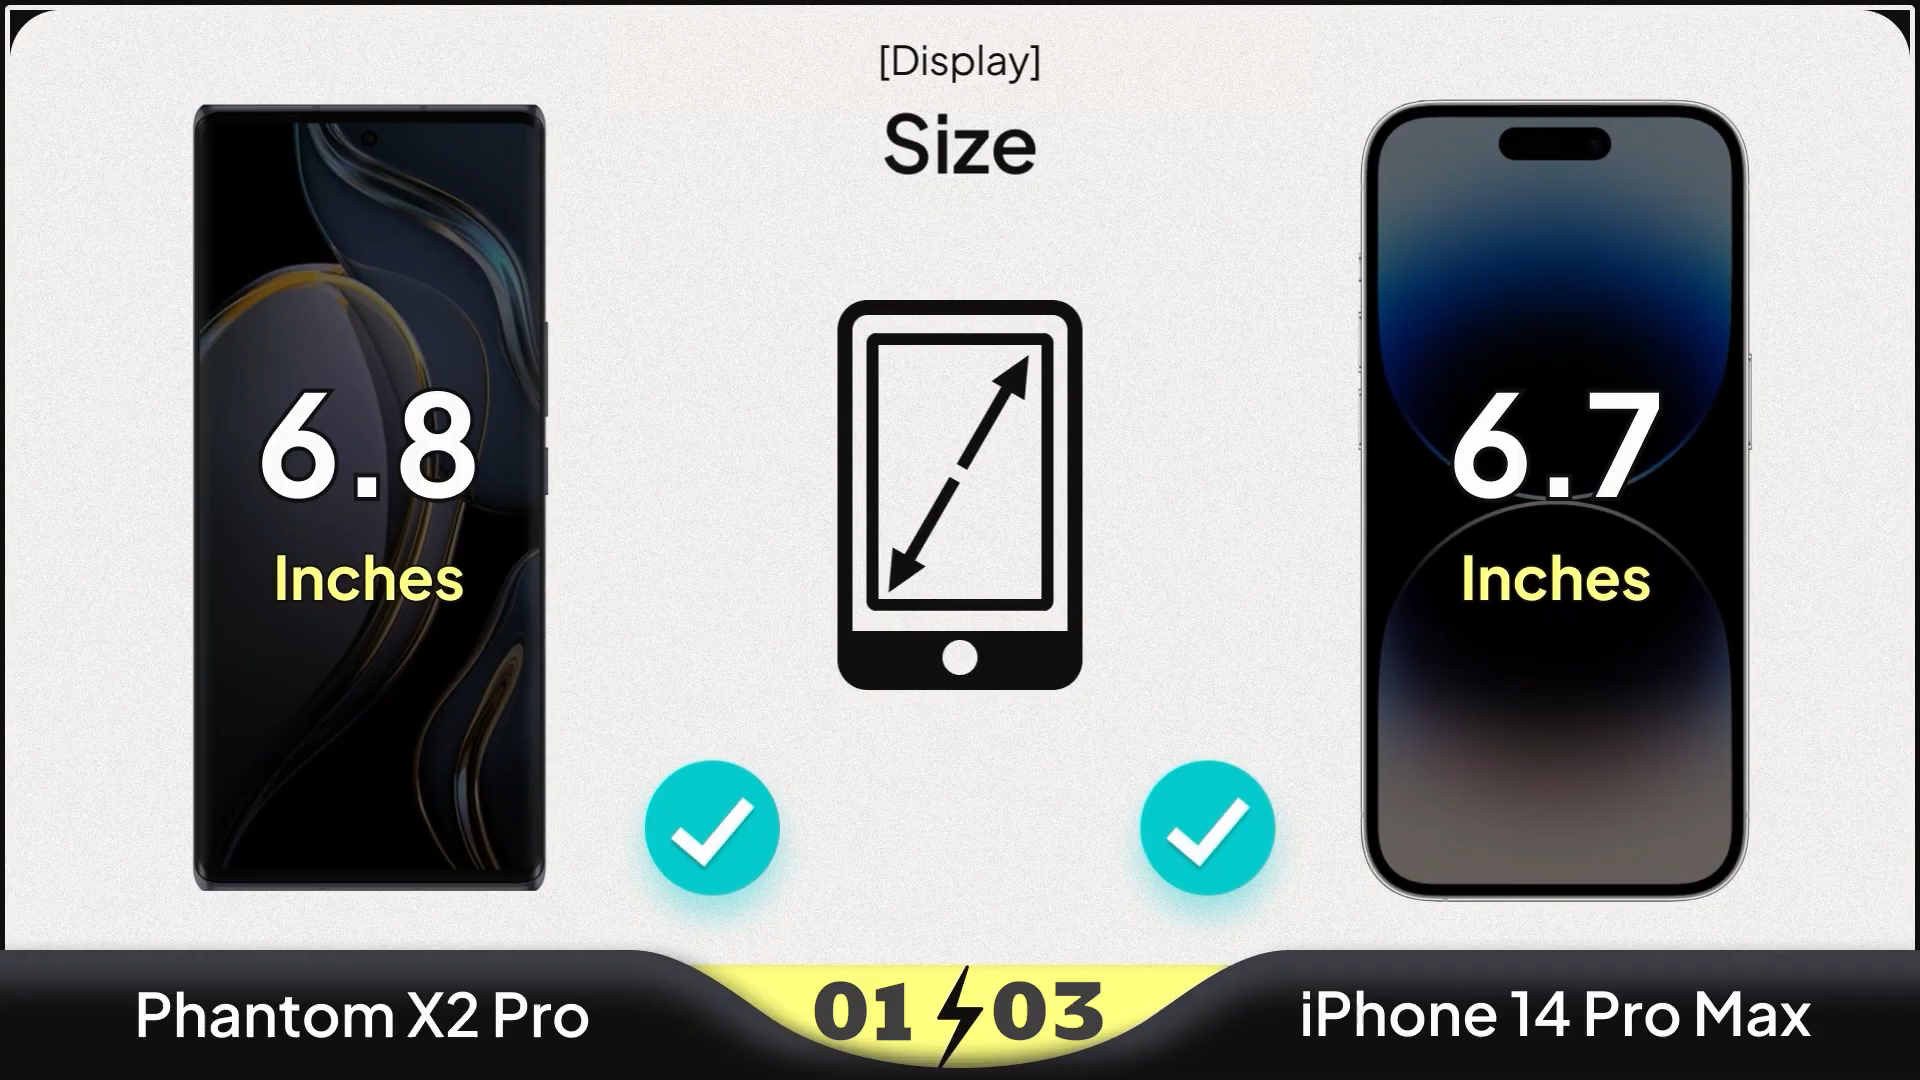 [Display]
Size
6.8
Inches
6.7
Inches
Phantom X2 Pro
01 03
iPhone 14 Pro Max